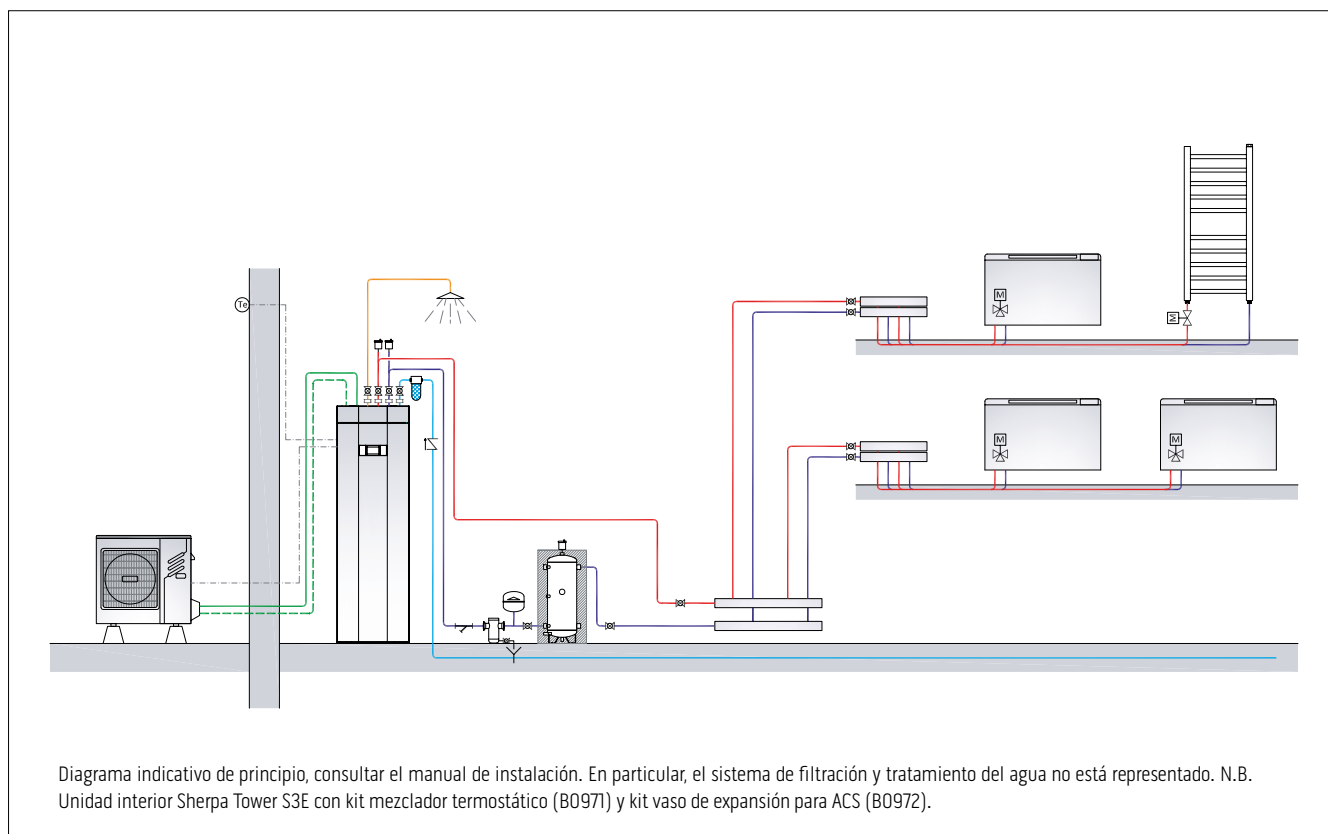 Te
M
M
M
M
Diagrama indicativo de principio, consultar el manual de instalación. En particular, el sistema de filtración y tratamiento del agua no está representado. N.B.
Unidad interior Sherpa Tower S3E con kit mezclador termostático (B0971) y kit vaso de expansión para ACS (B0972).